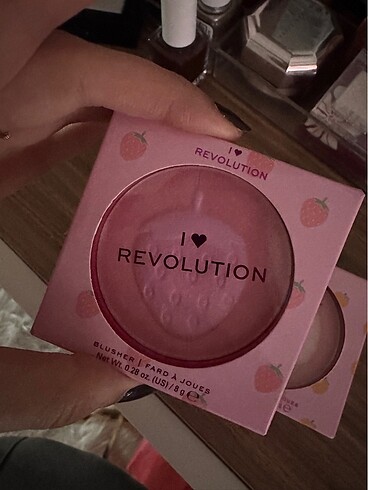 I ♥
REVOLUTION
I ♥
REVOLUTION
BLUSHER | FARD À JOUES
Net Wt. 0.28 oz. (US) / 8 g ℮